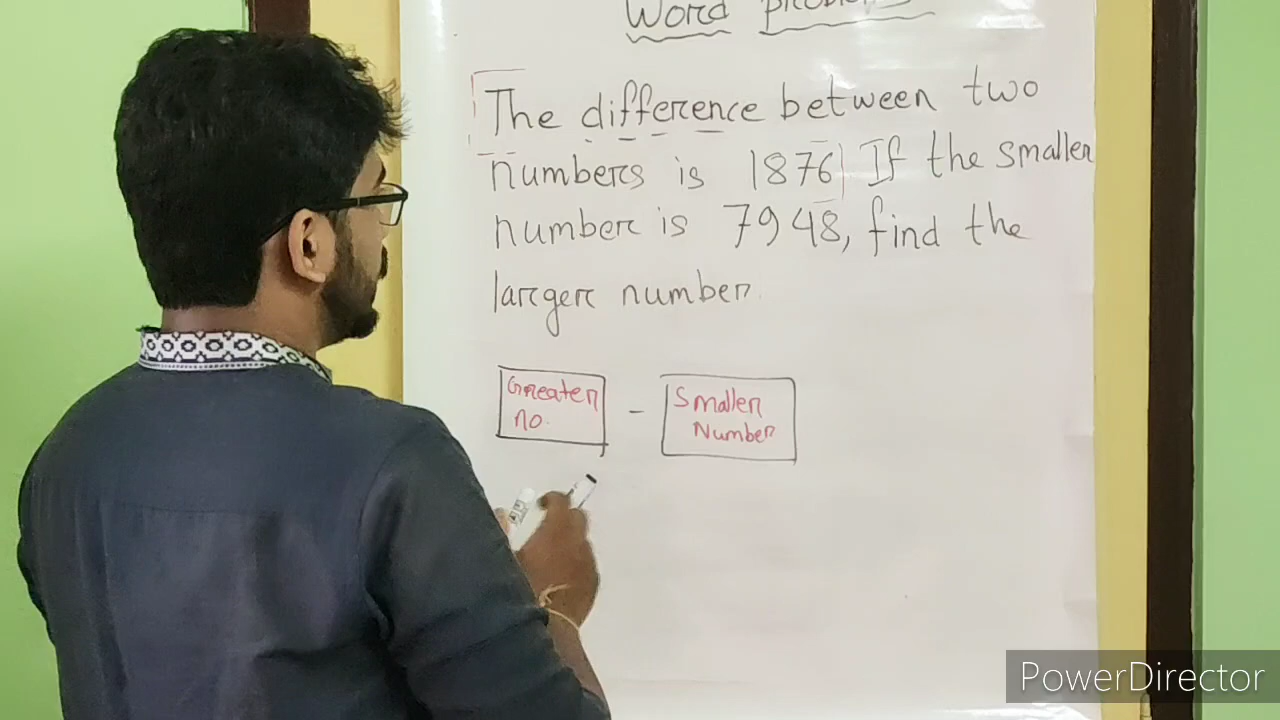 Word problem
The difference between two
numbers is 1876| If the smaller
number is 7948, find the
larger number.
Greater
no.
-
Smaller
Number
PowerDirector